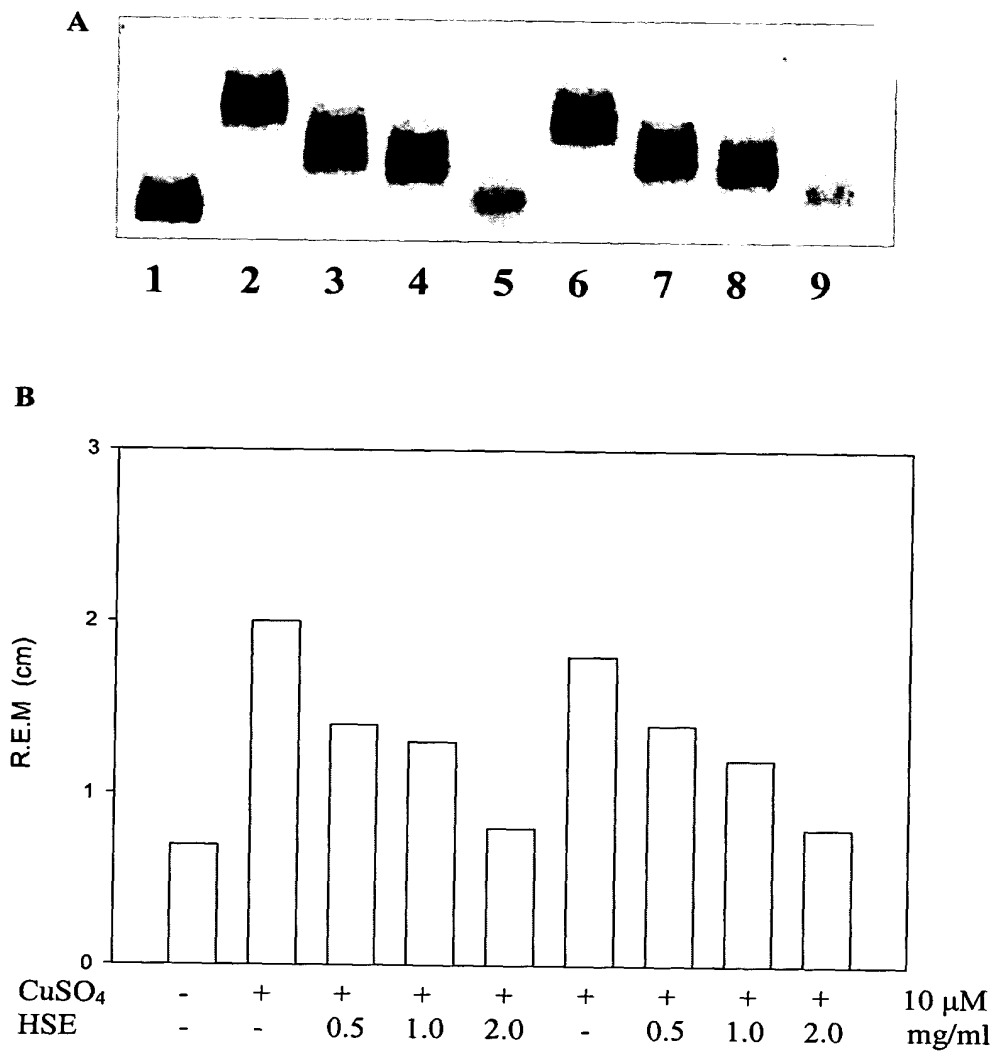 A
1 2 3 4 5 6 7 8 9
B
3
2
1
0
R.E.M (cm)
CuSO₄ - + + + + + + + + 10 µM
HSE - - 0.5 1.0 2.0 - 0.5 1.0 2.0 mg/ml